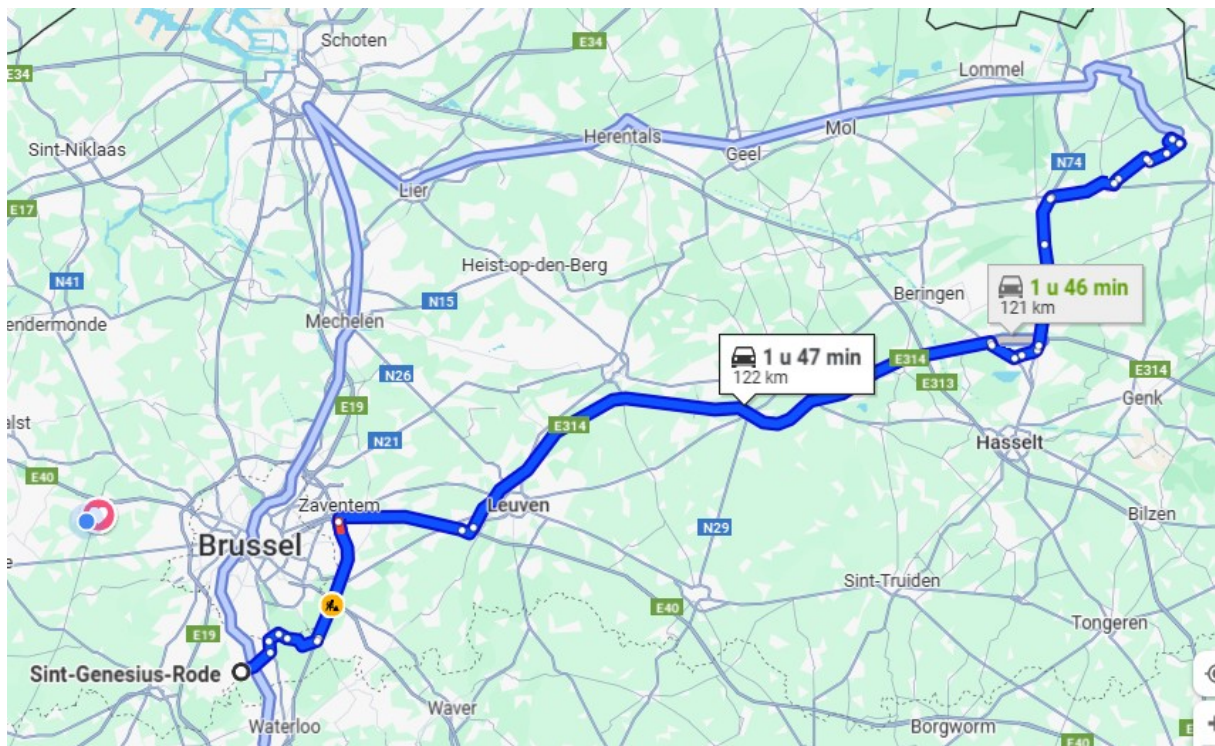 Schoten
E34
E34
Lommel
Sint-Niklaas
Herentals
Mol
Geel
N74
Lier
E17
Heist-op-den-Berg
N41
N15
Beringen
1 u 46 min
121 km
endermonde
Mechelen
1 u 47 min
122 km
E314
E313
E314
N26
Genk
E19
alst
E314
N21
Hasselt
E40
Zaventem
Leuven
Bilzen
N29
Brussel
Sint-Truiden
E40
Tongeren
E19
Sint-Genesius-Rode
Waver
Waterloo
Borgworm
E40